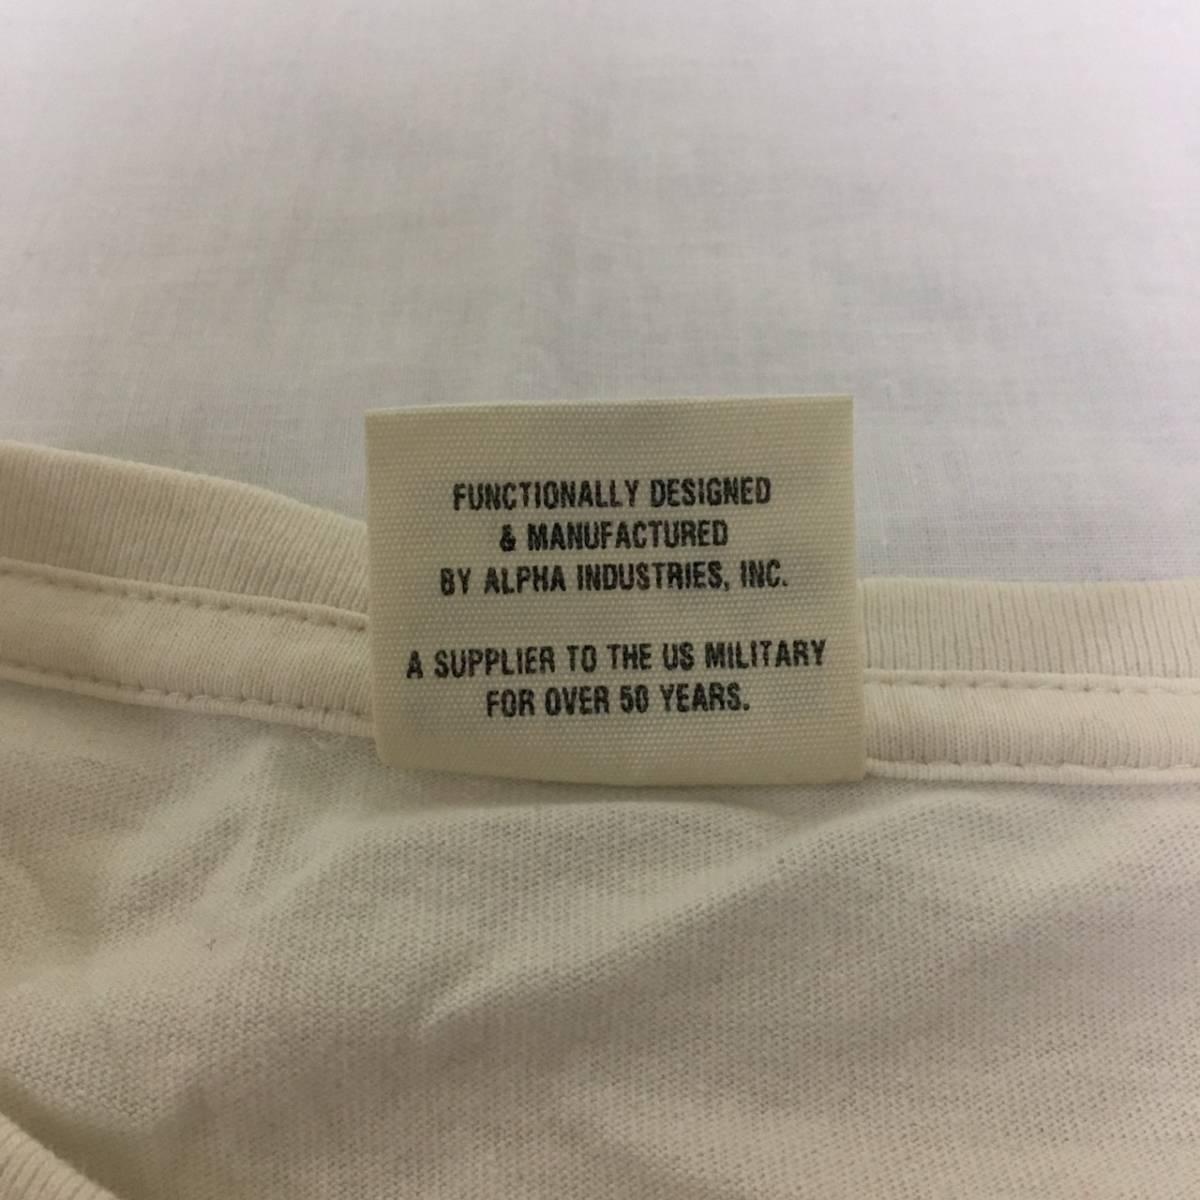 FUNCTIONALLY DESIGNED
& MANUFACTURED
BY ALPHA INDUSTRIES, INC.
A SUPPLIER TO THE US MILITARY
FOR OVER 50 YEARS.